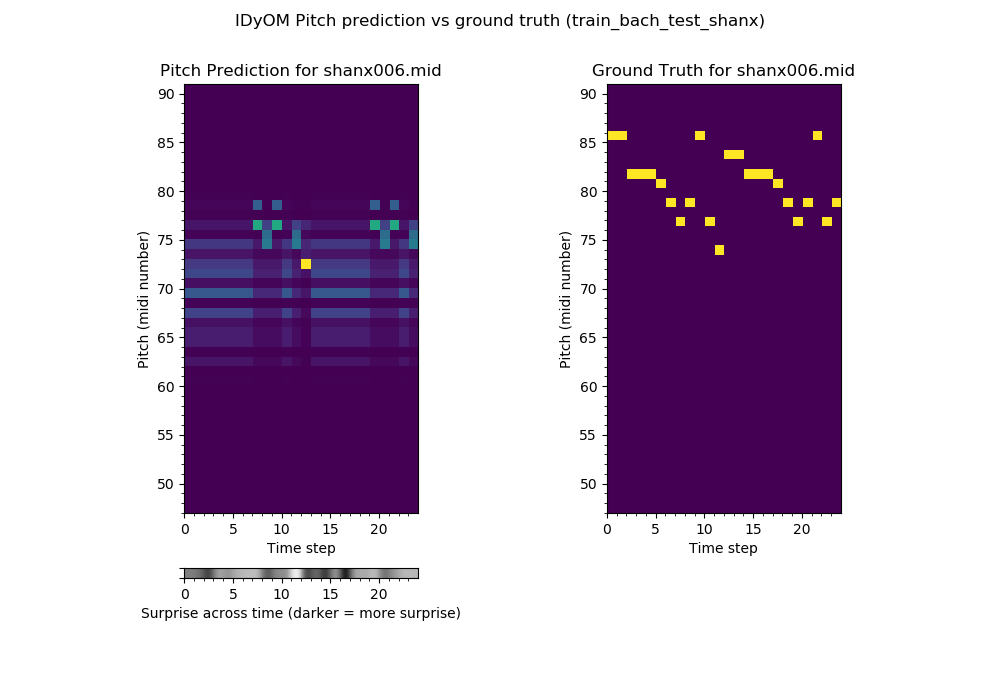 IDyOM Pitch prediction vs ground truth (train_bach_test_shanx)
Pitch Prediction for shanx006.mid
90
85
80
75
70
65
60
55
50
Pitch (midi number)
0 5 10 15 20
Time step
0 5 10 15 20
Surprise across time (darker = more surprise)
Ground Truth for shanx006.mid
90
85
80
75
70
65
60
55
50
Pitch (midi number)
0 5 10 15 20
Time step